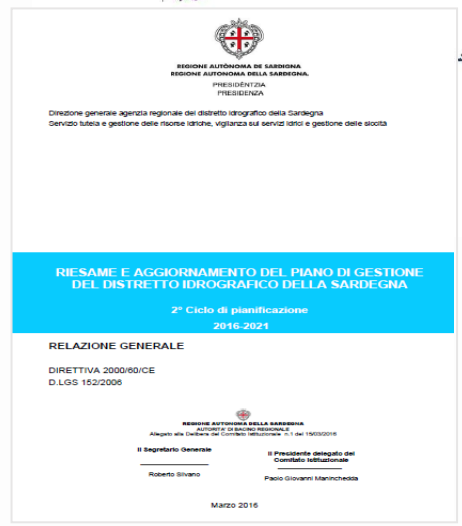 REGIONE AUTÒNOMA DE SARDIGNA
REGIONE AUTONOMA DELLA SARDEGNA
PRESIDÈNTZIA
PRESIDENZA
Direzione generale agenzia regionale del distretto idrografico della Sardegna
Servizio tutela e gestione delle risorse idriche, vigilanza sui servizi idrici e gestione delle siccità
RIESAME E AGGIORNAMENTO DEL PIANO DI GESTIONE
DEL DISTRETTO IDROGRAFICO DELLA SARDEGNA
2° Ciclo di pianificazione
2016-2021
RELAZIONE GENERALE
DIRETTIVA 2000/60/CE
D.LGS 152/2006
REGIONE AUTONOMA DELLA SARDEGNA
AUTORITA' DI BACINO REGIONALE
Allegato alla Delibera del Comitato Istituzionale n.1 del 15/03/2016
Il Segretario Generale
Il Presidente delegato del
Comitato Istituzionale
Roberto Silvano
Paolo Giovanni Maninchedda
Marzo 2016